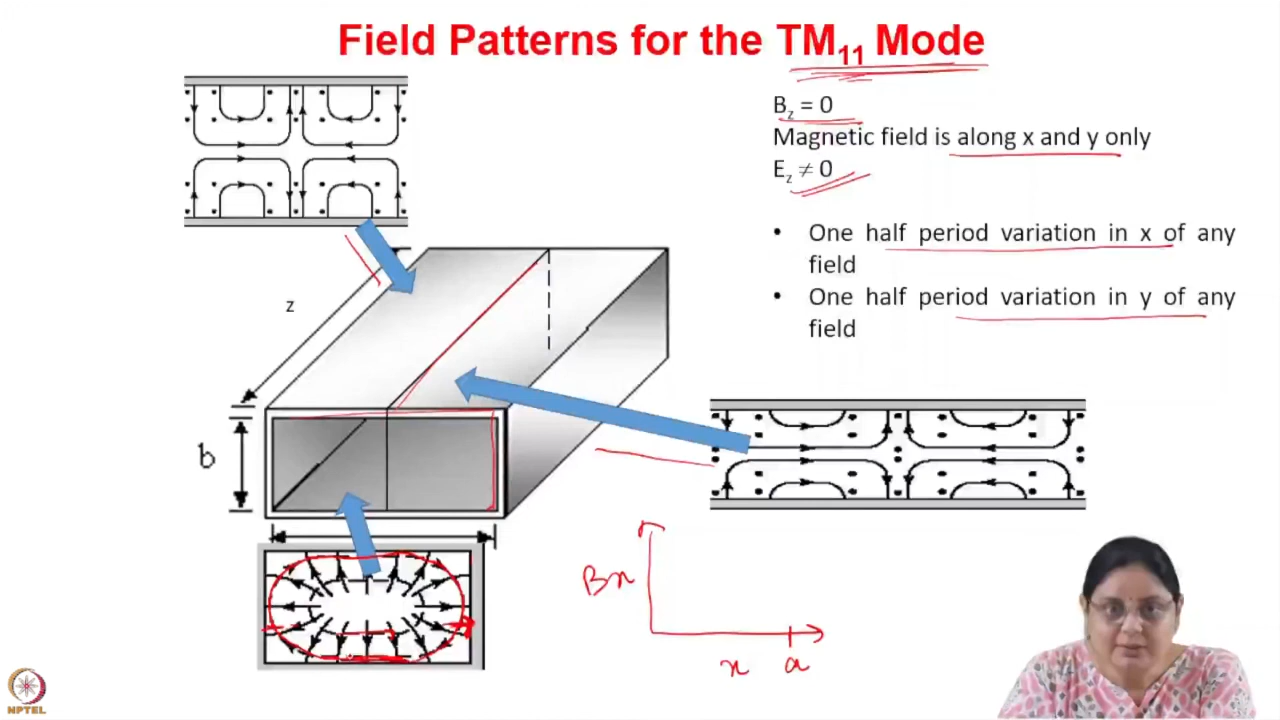 Field Patterns for the TM11 Mode
Bz = 0
Magnetic field is along x and y only
Ez ≠ 0
• One half period variation in x of any
field
• One half period variation in y of any
field
z
b
Bx
x a
NPTEL